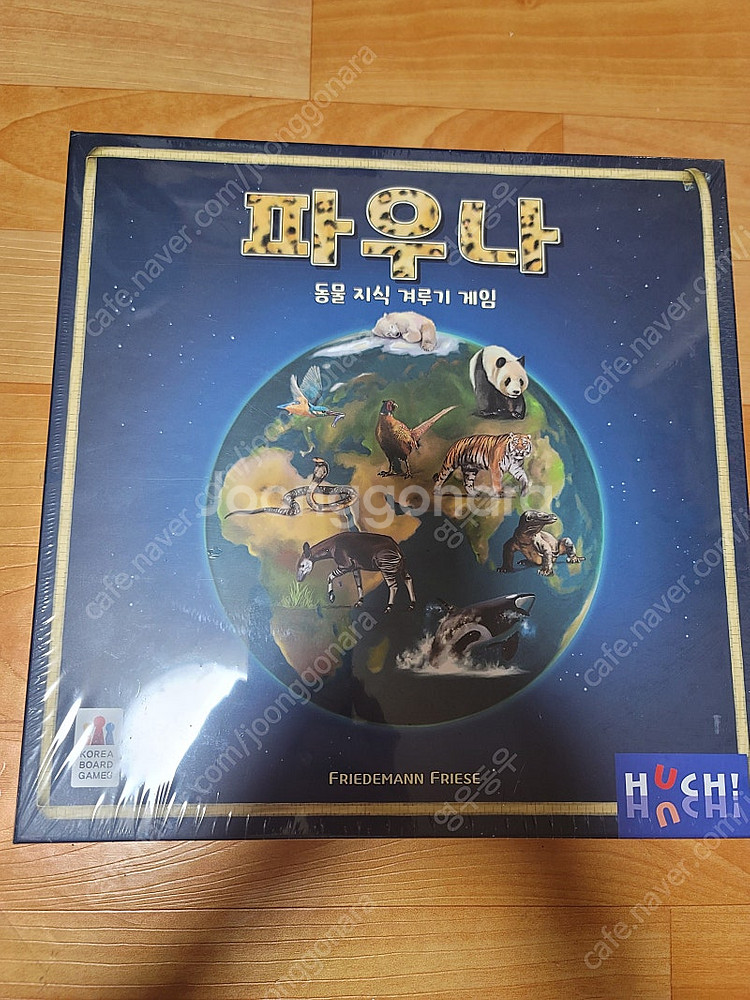 파우나
동물 지식 겨루기 게임
joonggonara
KOREA
BOARD
GAMES
FRIEDEMANN FRIESE
HUCH!
cafe.naver.com/joonggonara